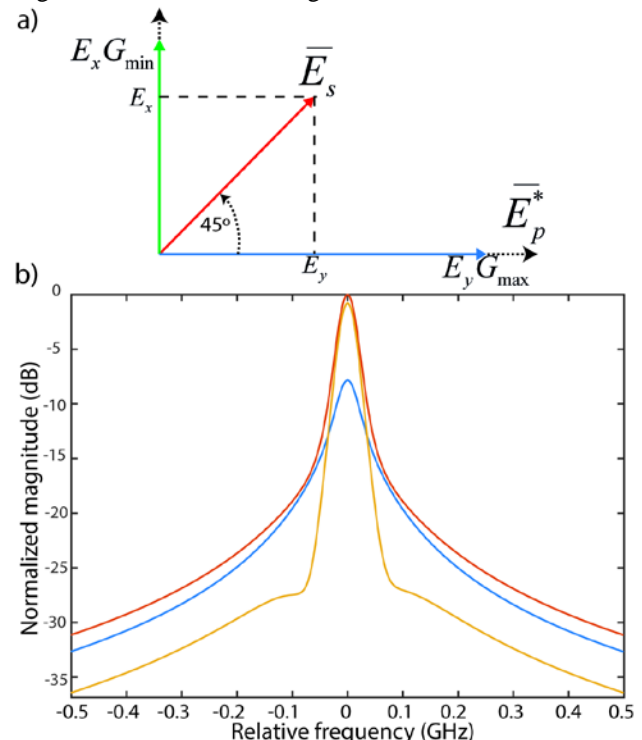 a)
E_x G_min
E̅_s
E_x
45º
E̅_p^*
E_y
E_y G_max
b)
Normalized magnitude (dB)
0
-5
-10
-15
-20
-25
-30
-35
-0.5 -0.4 -0.3 -0.2 -0.1 0 0.1 0.2 0.3 0.4 0.5
Relative frequency (GHz)